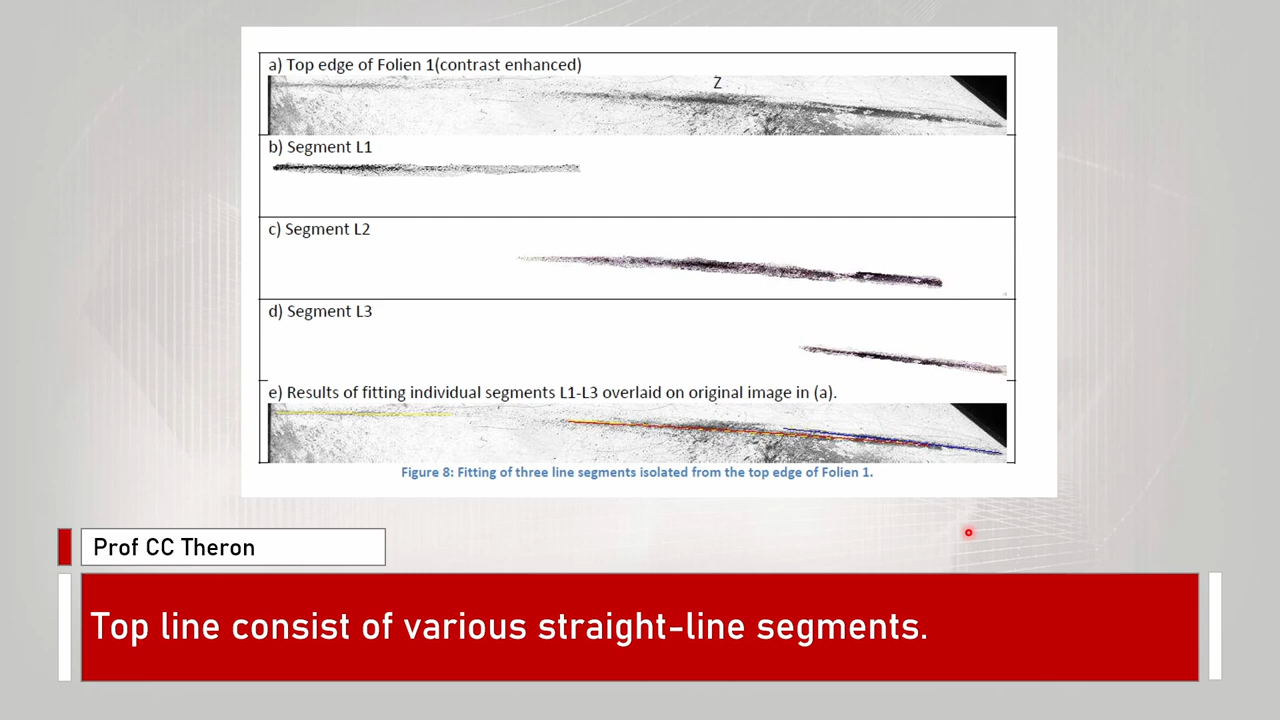 a) Top edge of Folien 1(contrast enhanced)
Z
b) Segment L1
c) Segment L2
d) Segment L3
e) Results of fitting individual segments L1-L3 overlaid on original image in (a).
Figure 8: Fitting of three line segments isolated from the top edge of Folien 1.
Prof CC Theron
Top line consist of various straight-line segments.